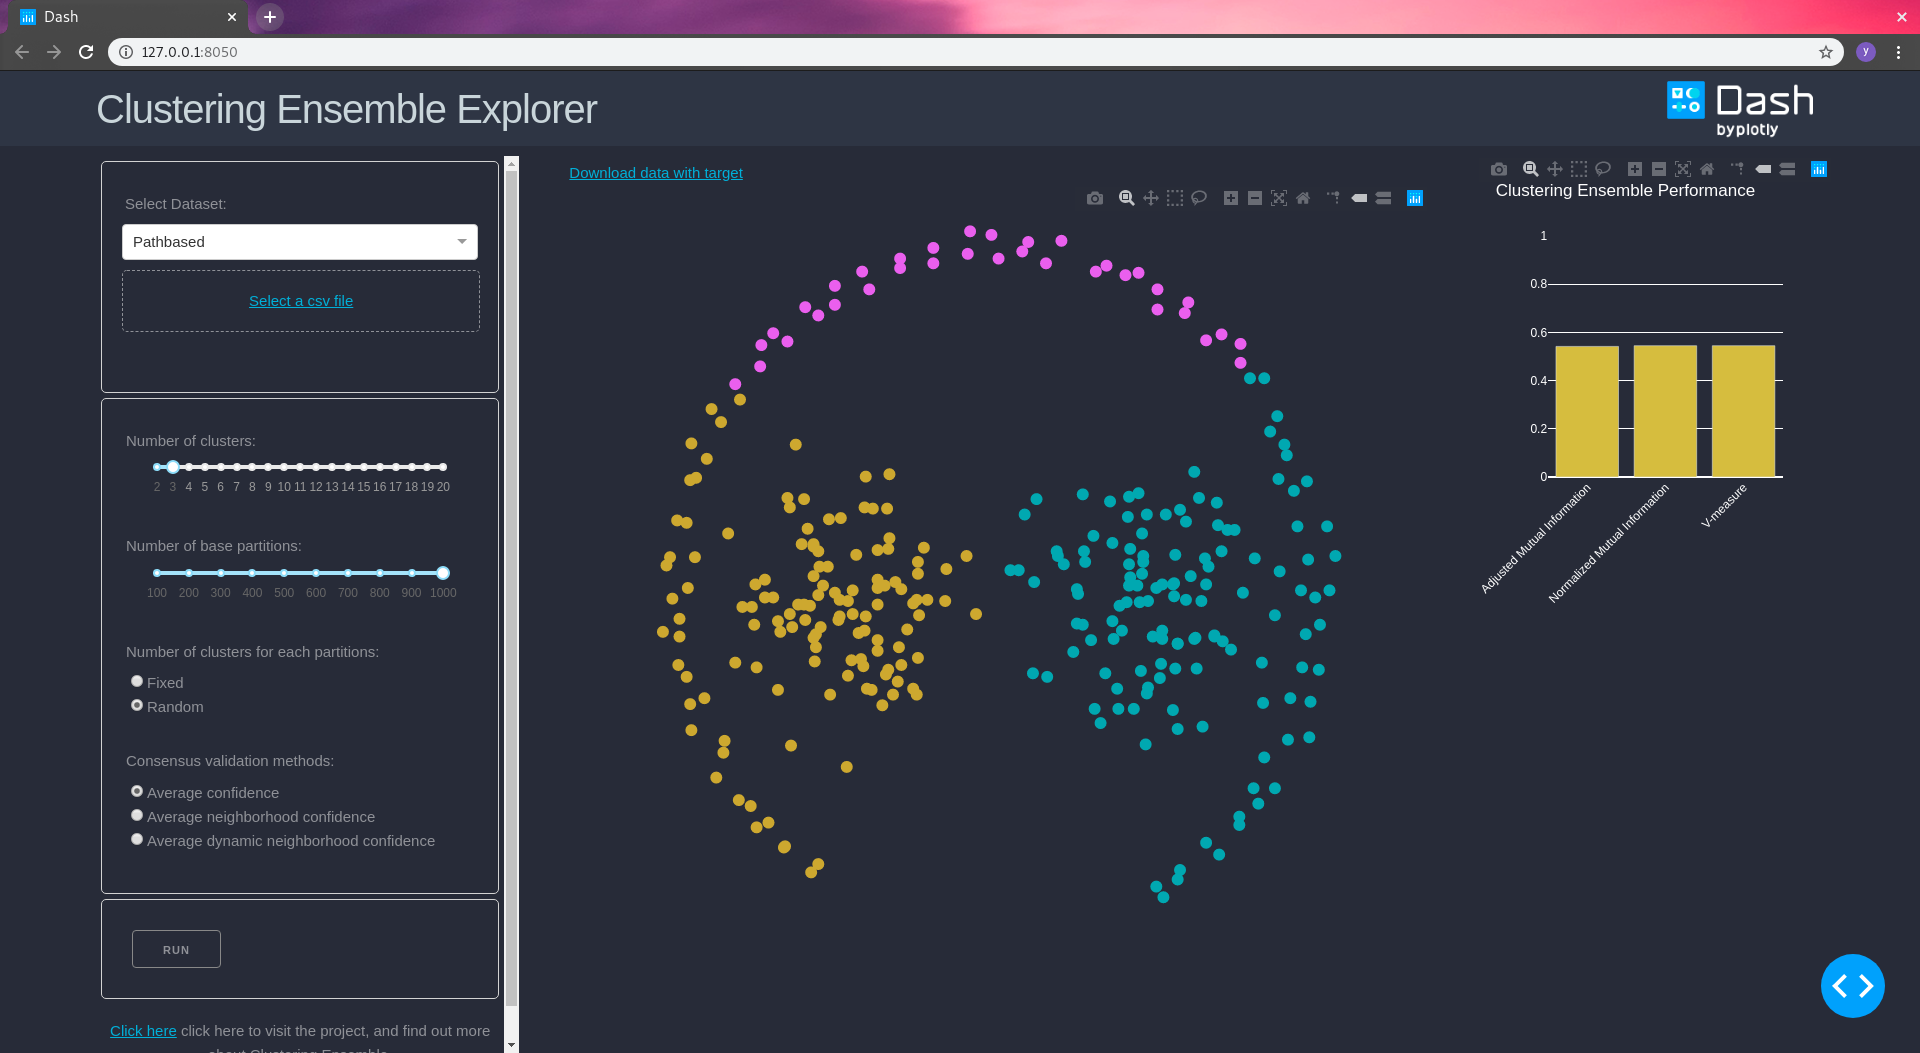 Dash
127.0.0.1:8050
y
Clustering Ensemble Explorer
Dash
byplotly
Select Dataset:
Pathbased
Select a csv file
Number of clusters:
2 3 4 5 6 7 8 9 10 11 12 13 14 15 16 17 18 19 20
Number of base partitions:
100 200 300 400 500 600 700 800 900 1000
Number of clusters for each partitions:
Fixed
Random
Consensus validation methods:
Average confidence
Average neighborhood confidence
Average dynamic neighborhood confidence
RUN
Click here click here to visit the project, and find out more
about Clustering Ensemble
Download data with target
Clustering Ensemble Performance
1
0.8
0.6
0.4
0.2
0
Adjusted Mutual Information
Normalized Mutual Information
V-measure